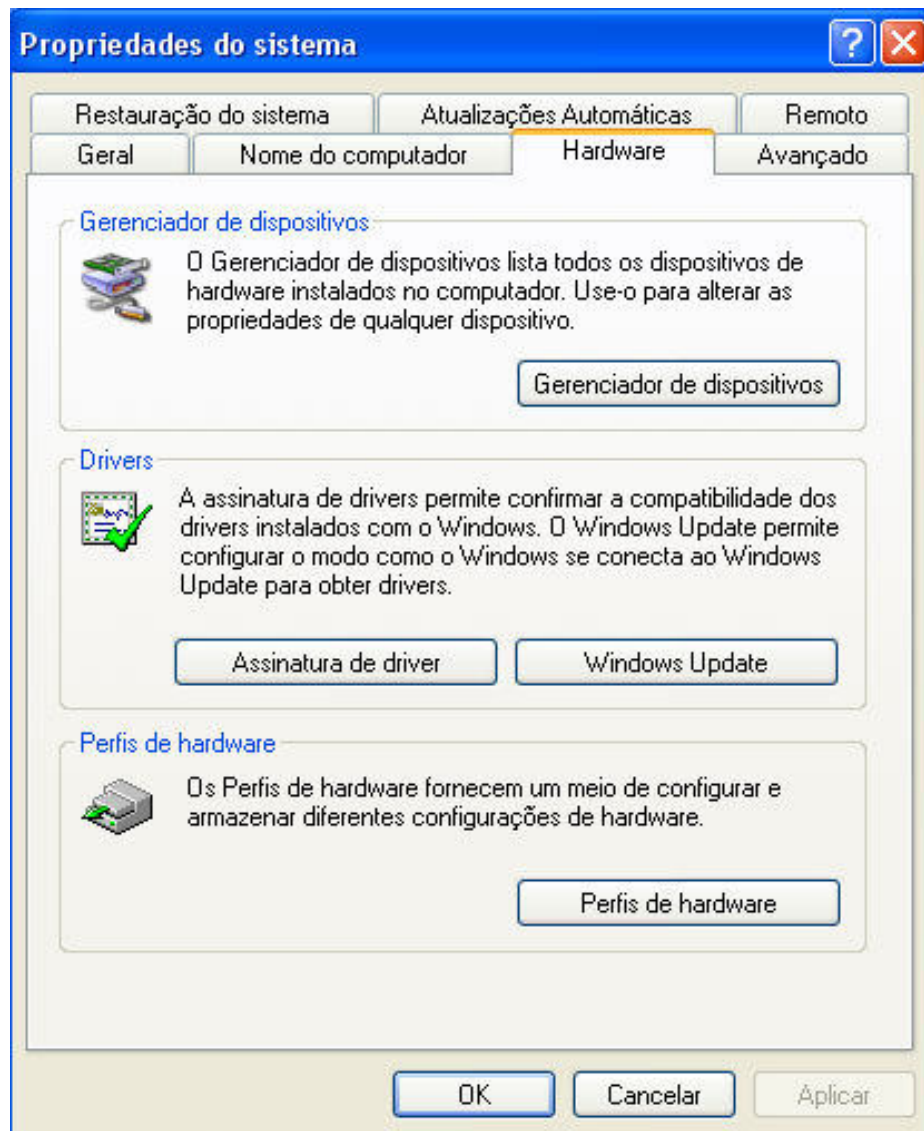 Propriedades do sistema
?
Restauração do sistema
Atualizações Automáticas
Remoto
Geral
Nome do computador
Hardware
Avançado
Gerenciador de dispositivos
O Gerenciador de dispositivos lista todos os dispositivos de
hardware instalados no computador. Use-o para alterar as
propriedades de qualquer dispositivo.
Gerenciador de dispositivos
Drivers
A assinatura de drivers permite confirmar a compatibilidade dos
drivers instalados com o Windows. O Windows Update permite
configurar o modo como o Windows se conecta ao Windows
Update para obter drivers.
Assinatura de driver
Windows Update
Perfis de hardware
Os Perfis de hardware fornecem um meio de configurar e
armazenar diferentes configurações de hardware.
Perfis de hardware
OK
Cancelar
Aplicar